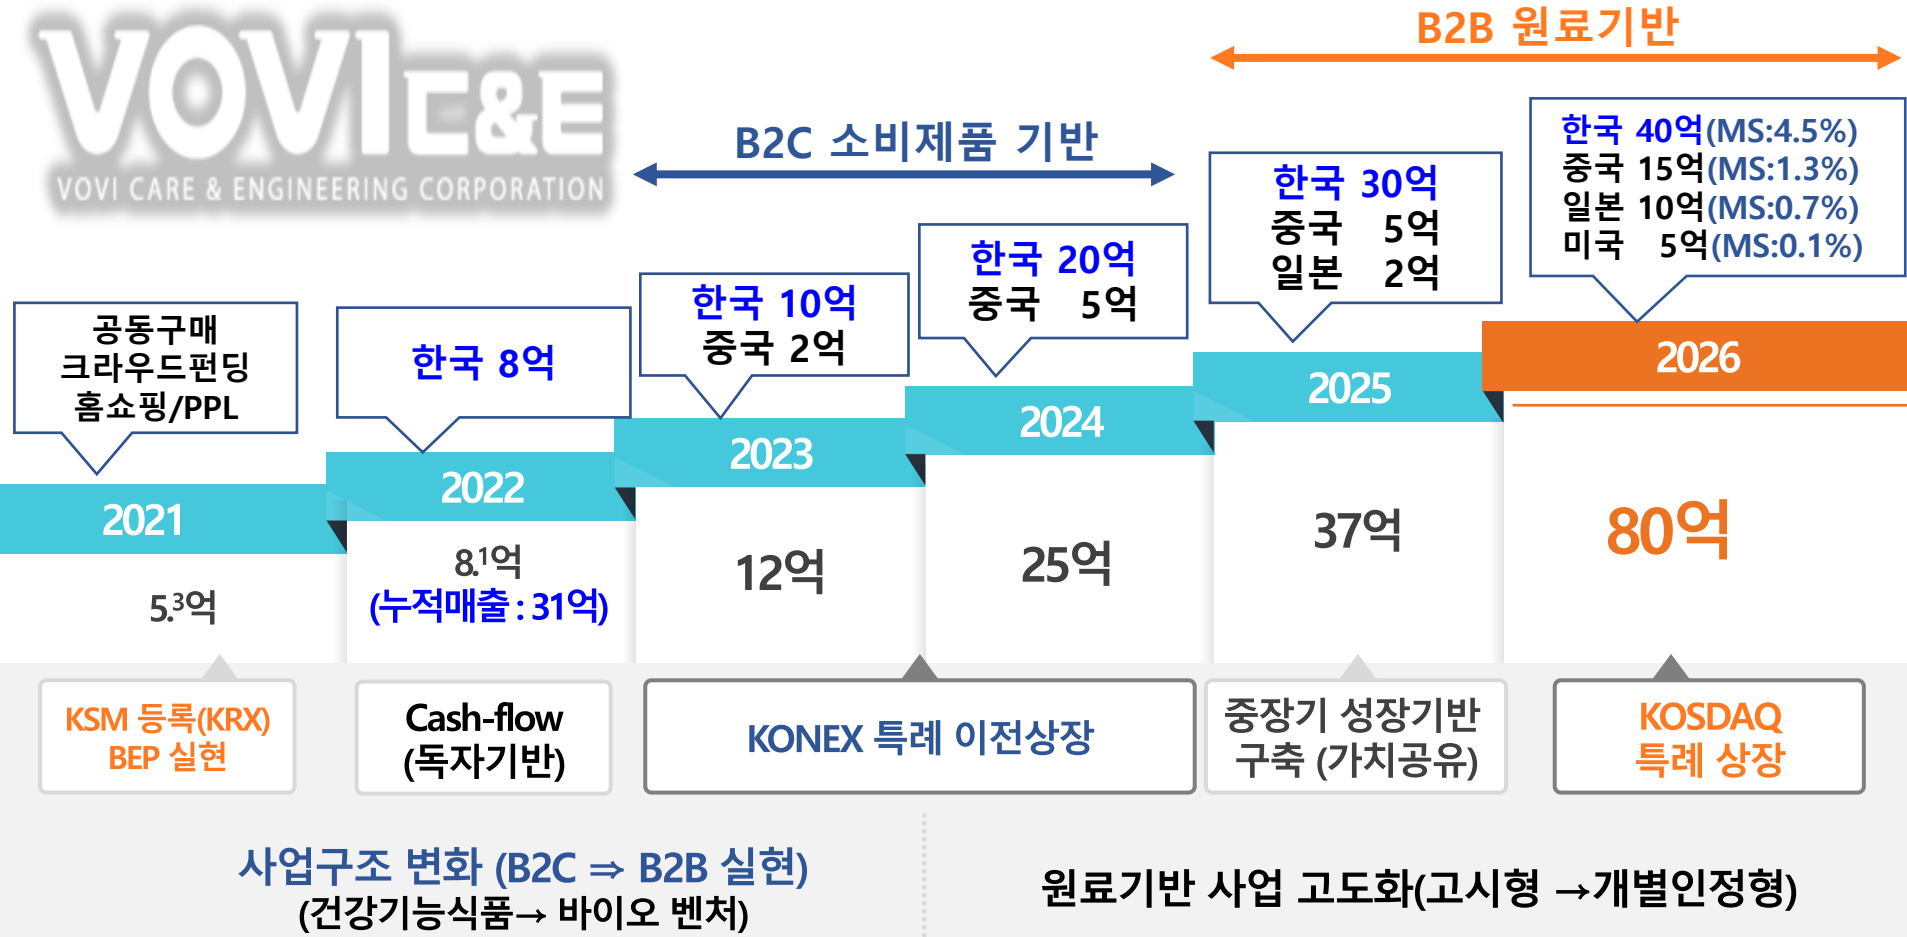 VOVI C&E
VOVI CARE & ENGINEERING CORPORATION
B2C 소비제품 기반
B2B 원료기반
공동구매
크라우드펀딩
홈쇼핑/PPL
한국 8억
한국 10억
중국 2억
한국 20억
중국 5억
한국 30억
중국 5억
일본 2억
한국 40억(MS:4.5%)
중국 15억(MS:1.3%)
일본 10억(MS:0.7%)
미국 5억(MS:0.1%)
2021
2022
2023
2024
2025
2026
5.3억
8.1억
(누적매출 : 31억)
12억
25억
37억
80억
KSM 등록(KRX)
BEP 실현
Cash-flow
(독자기반)
KONEX 특례 이전상장
중장기 성장기반
구축 (가치공유)
KOSDAQ
특례 상장
사업구조 변화 (B2C ⇒ B2B 실현)
(건강기능식품→ 바이오 벤처)
원료기반 사업 고도화(고시형 →개별인정형)